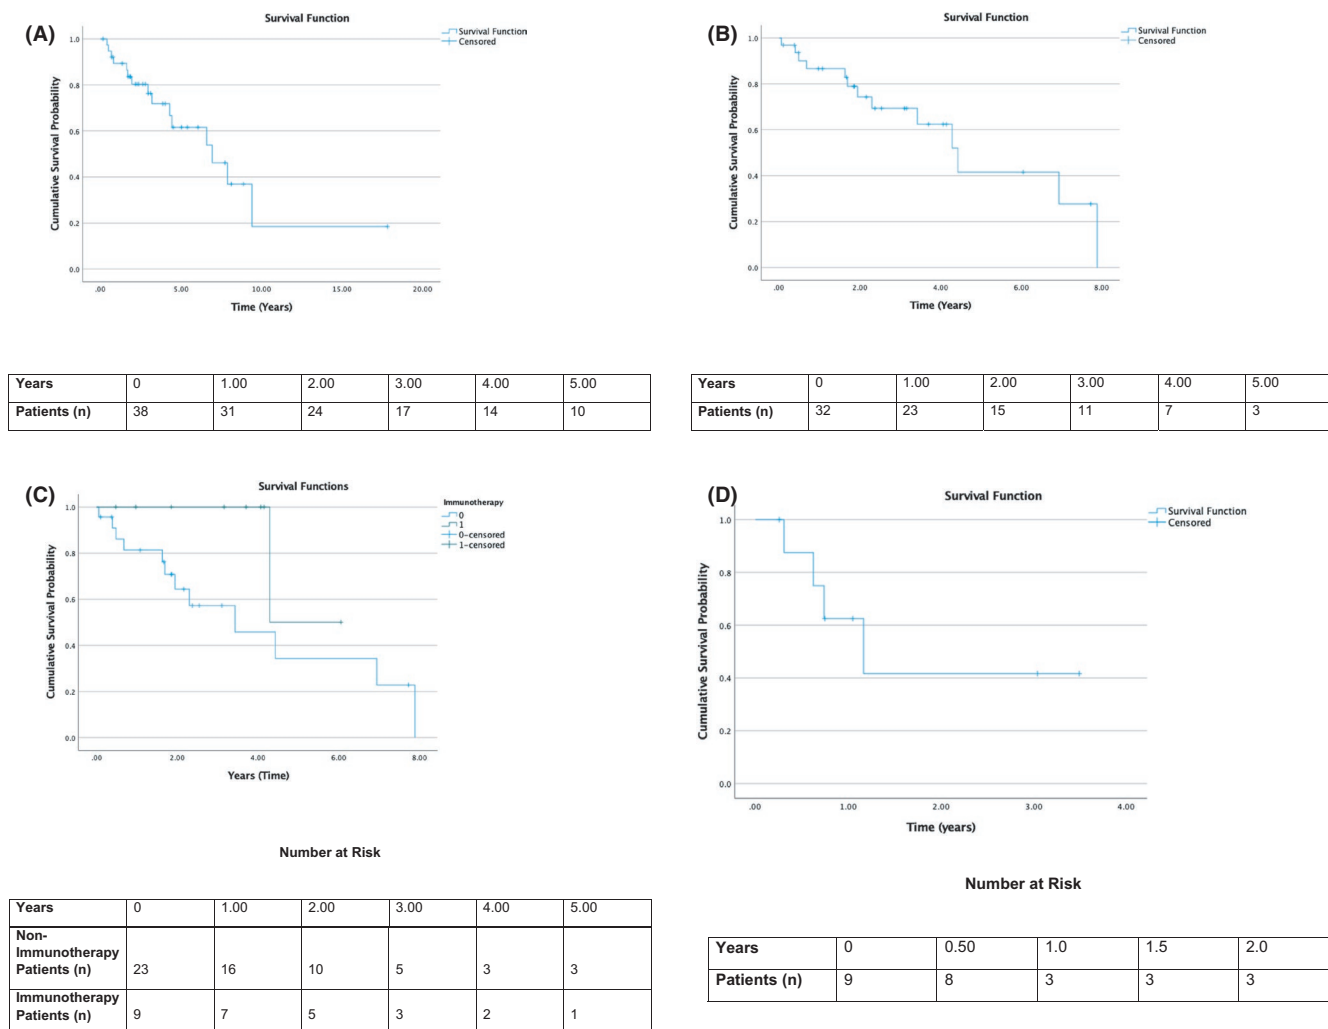 (A)
Survival Function
Survival Function
Censored
Cumulative Survival Probability
1.0
0.8
0.6
0.4
0.2
0.0
.00 5.00 10.00 15.00 20.00
Time (Years)
Years 0 1.00 2.00 3.00 4.00 5.00
Patients (n) 38 31 24 17 14 10
(B)
Survival Function
Survival Function
Censored
Cumulative Survival Probability
1.0
0.8
0.6
0.4
0.2
0.0
.00 2.00 4.00 6.00 8.00
Time (Years)
Years 0 1.00 2.00 3.00 4.00 5.00
Patients (n) 32 23 15 11 7 3
(C)
Survival Functions
Immunotherapy
0
1
0-censored
1-censored
Cumulative Survival Probability
1.0
0.8
0.6
0.4
0.2
0.0
.00 2.00 4.00 6.00 8.00
Years (Time)
Number at Risk
Years 0 1.00 2.00 3.00 4.00 5.00
Non-
Immunotherapy
Patients (n) 23 16 10 5 3 3
Immunotherapy
Patients (n) 9 7 5 3 2 1
(D)
Survival Function
Survival Function
Censored
Cumulative Survival Probability
1.0
0.8
0.6
0.4
0.2
0.0
.00 1.00 2.00 3.00 4.00
Time (years)
Number at Risk
Years 0 0.50 1.0 1.5 2.0
Patients (n) 9 8 3 3 3